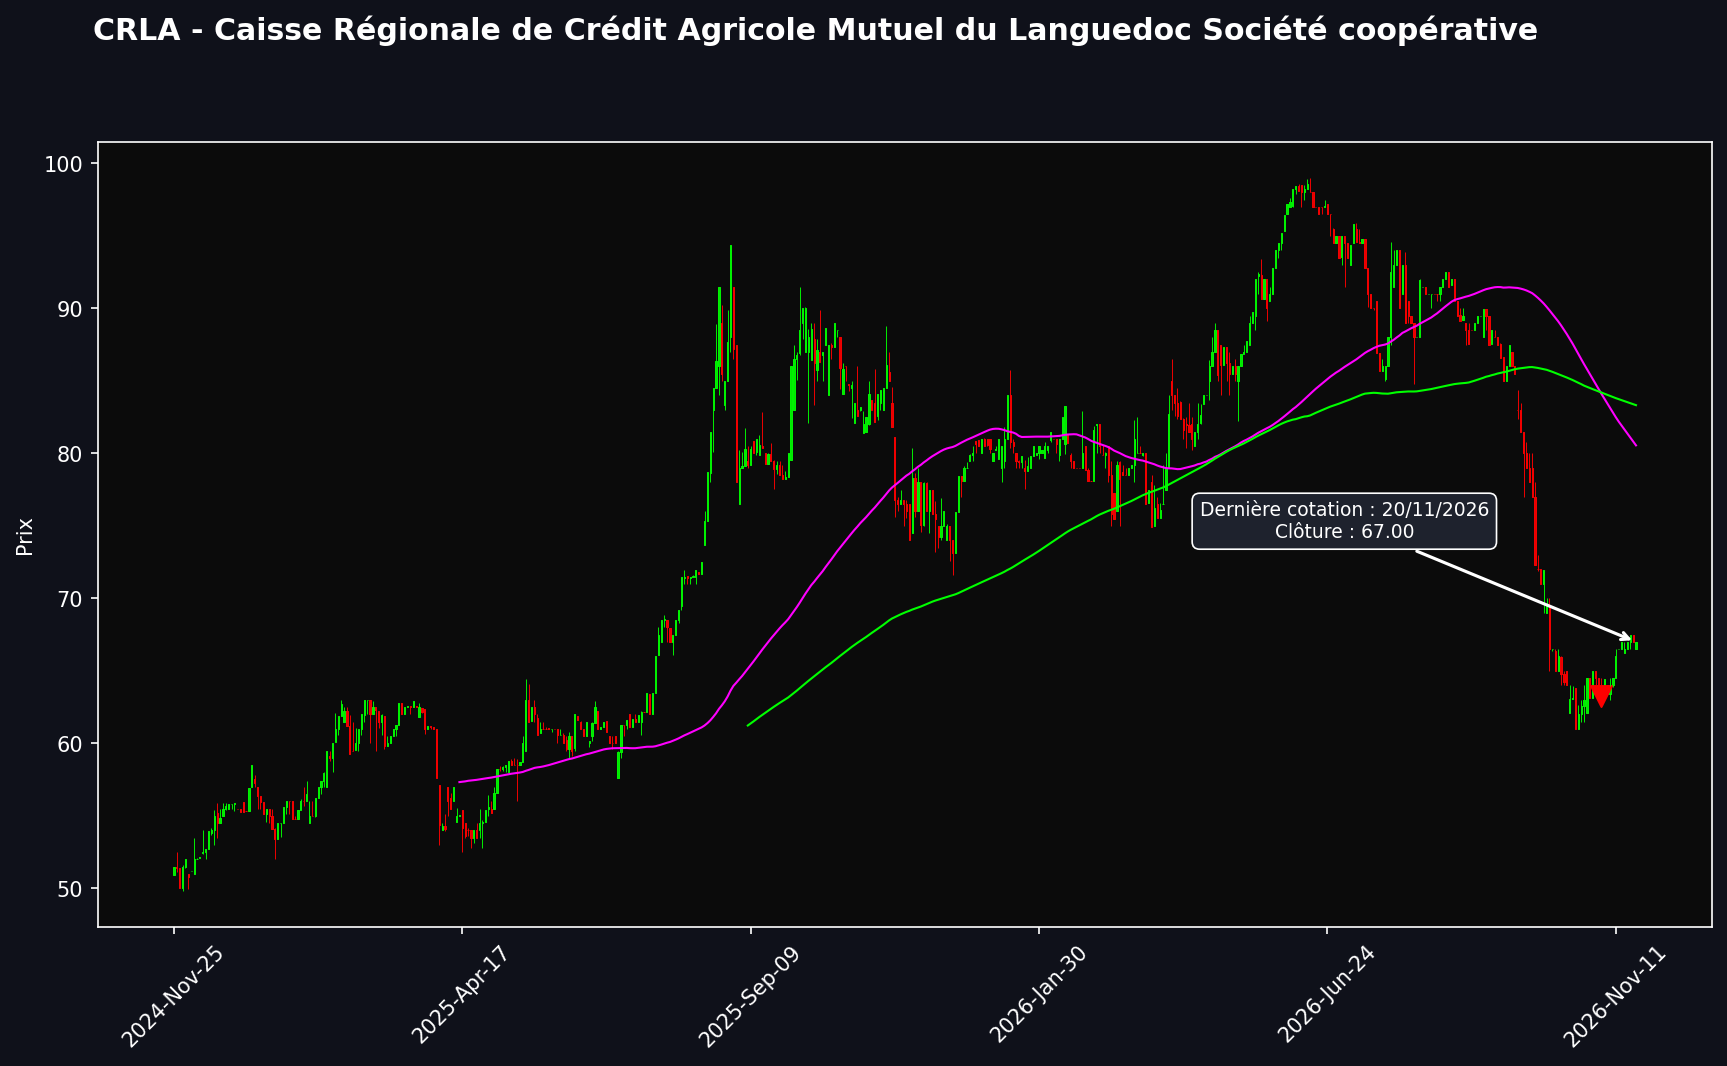 CRLA - Caisse Régionale de Crédit Agricole Mutuel du Languedoc Société coopérative
100
90
80
70
60
50
Prix
Dernière cotation : 20/11/2026
Clôture : 67.00
2024-Nov-25
2025-Apr-17
2025-Sep-09
2026-Jan-30
2026-Jun-24
2026-Nov-11